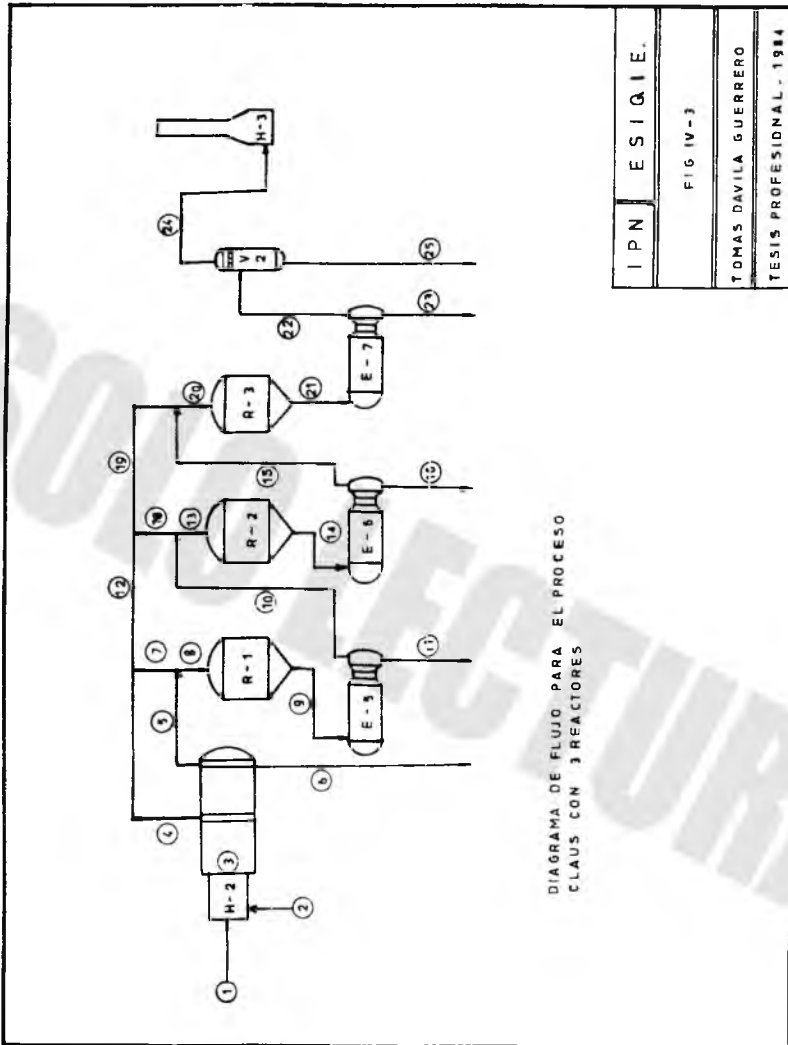 H-3
24
V
2
25
22
23
E-7
20
R-3
21
19
15
16
18
13
R-2
14
E-6
12
10
7
8
R-1
9
E-5
11
5
6
4
3
H-2
2
1
DIAGRAMA DE FLUJO PARA EL PROCESO
CLAUS CON 3 REACTORES
IPN ESIQIE.
FIG IV-3
TOMAS DAVILA GUERRERO
TESIS PROFESIONAL. 1984
SOLO LECTURA